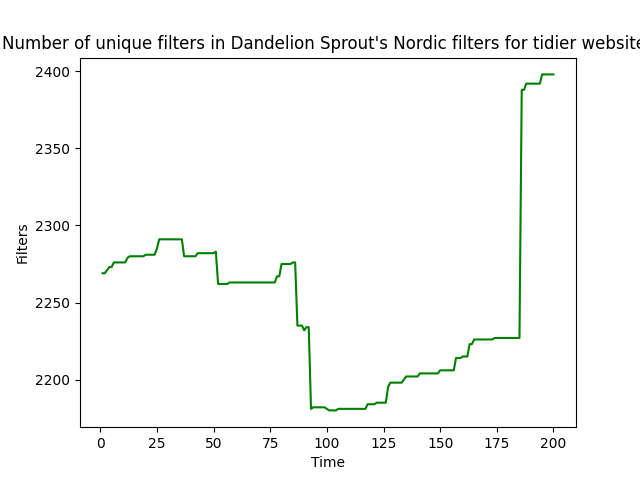 Number of unique filters in Dandelion Sprout's Nordic filters for tidier website
2400
2350
2300
2250
2200
Filters
0 25 50 75 100 125 150 175 200
Time